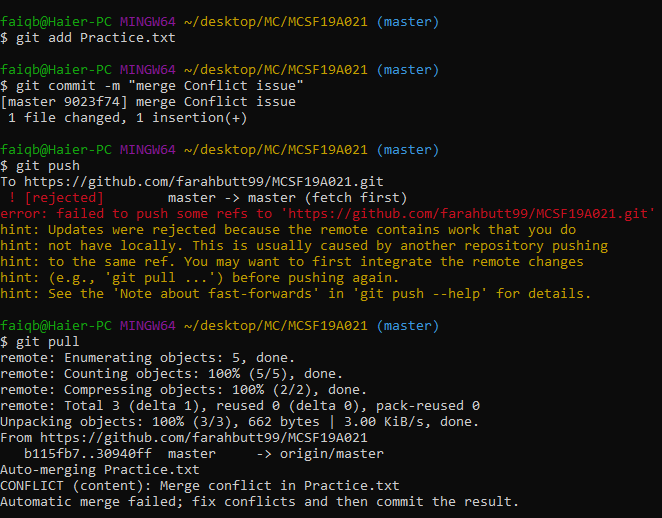 faiqb@Haier-PC MINGW64 ~/desktop/MC/MCSF19A021 (master)
$ git add Practice.txt
faiqb@Haier-PC MINGW64 ~/desktop/MC/MCSF19A021 (master)
$ git commit -m "merge Conflict issue"
[master 9023f74] merge Conflict issue
 1 file changed, 1 insertion(+)
faiqb@Haier-PC MINGW64 ~/desktop/MC/MCSF19A021 (master)
$ git push
To https://github.com/farahbutt99/MCSF19A021.git
 ! [rejected]        master -> master (fetch first)
error: failed to push some refs to 'https://github.com/farahbutt99/MCSF19A021.git'
hint: Updates were rejected because the remote contains work that you do
hint: not have locally. This is usually caused by another repository pushing
hint: to the same ref. You may want to first integrate the remote changes
hint: (e.g., 'git pull ...') before pushing again.
hint: See the 'Note about fast-forwards' in 'git push --help' for details.
faiqb@Haier-PC MINGW64 ~/desktop/MC/MCSF19A021 (master)
$ git pull
remote: Enumerating objects: 5, done.
remote: Counting objects: 100% (5/5), done.
remote: Compressing objects: 100% (2/2), done.
remote: Total 3 (delta 1), reused 0 (delta 0), pack-reused 0
Unpacking objects: 100% (3/3), 662 bytes | 3.00 KiB/s, done.
From https://github.com/farahbutt99/MCSF19A021
   b115fb7..30940ff  master     -> origin/master
Auto-merging Practice.txt
CONFLICT (content): Merge conflict in Practice.txt
Automatic merge failed; fix conflicts and then commit the result.